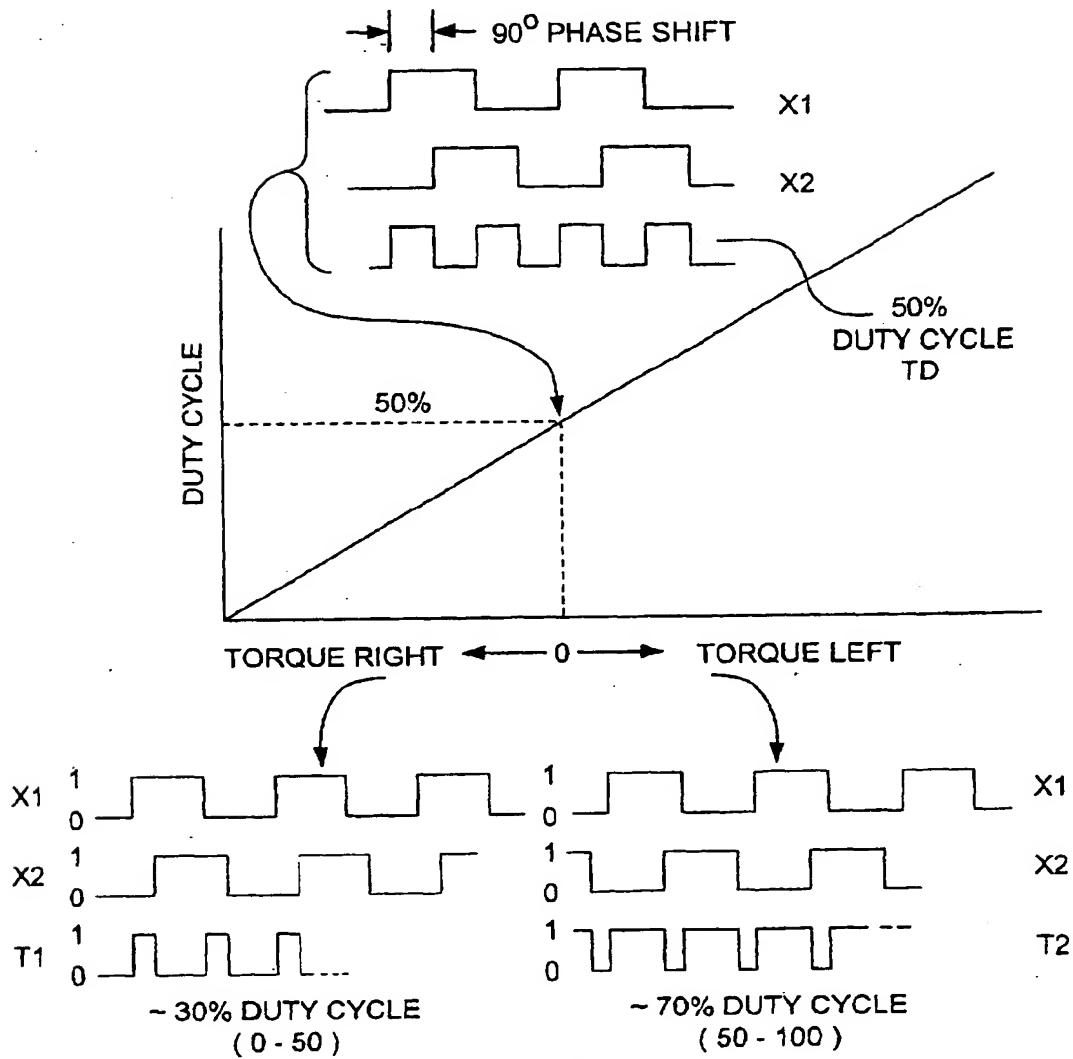 90° PHASE SHIFT
X1
X2
50%
DUTY CYCLE
TD
50%
DUTY CYCLE
TORQUE RIGHT 0 TORQUE LEFT
X1 1 0
X2 1 0
T1 1 0
~ 30% DUTY CYCLE
( 0 - 50 )
1 0 X1
1 0 X2
1 0 T2
~ 70% DUTY CYCLE
( 50 - 100 )